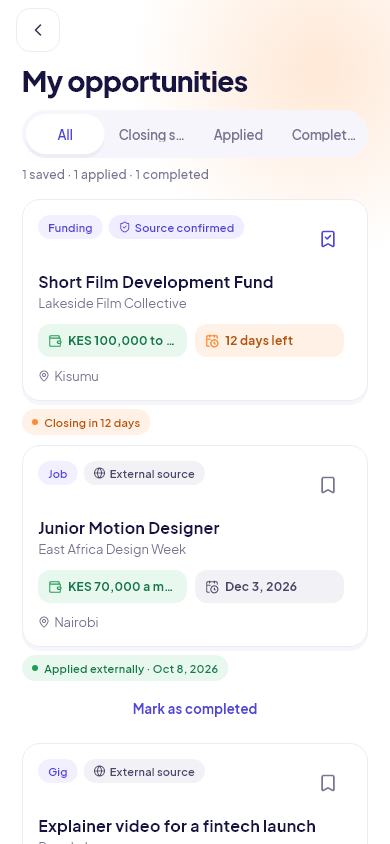 My opportunities
All Closing s... Applied Complet...
1 saved · 1 applied · 1 completed
Funding Source confirmed
Short Film Development Fund
Lakeside Film Collective
KES 100,000 to ... 12 days left
Kisumu
Closing in 12 days
Job External source
Junior Motion Designer
East Africa Design Week
KES 70,000 a m... Dec 3, 2026
Nairobi
Applied externally · Oct 8, 2026
Mark as completed
Gig External source
Explainer video for a fintech launch